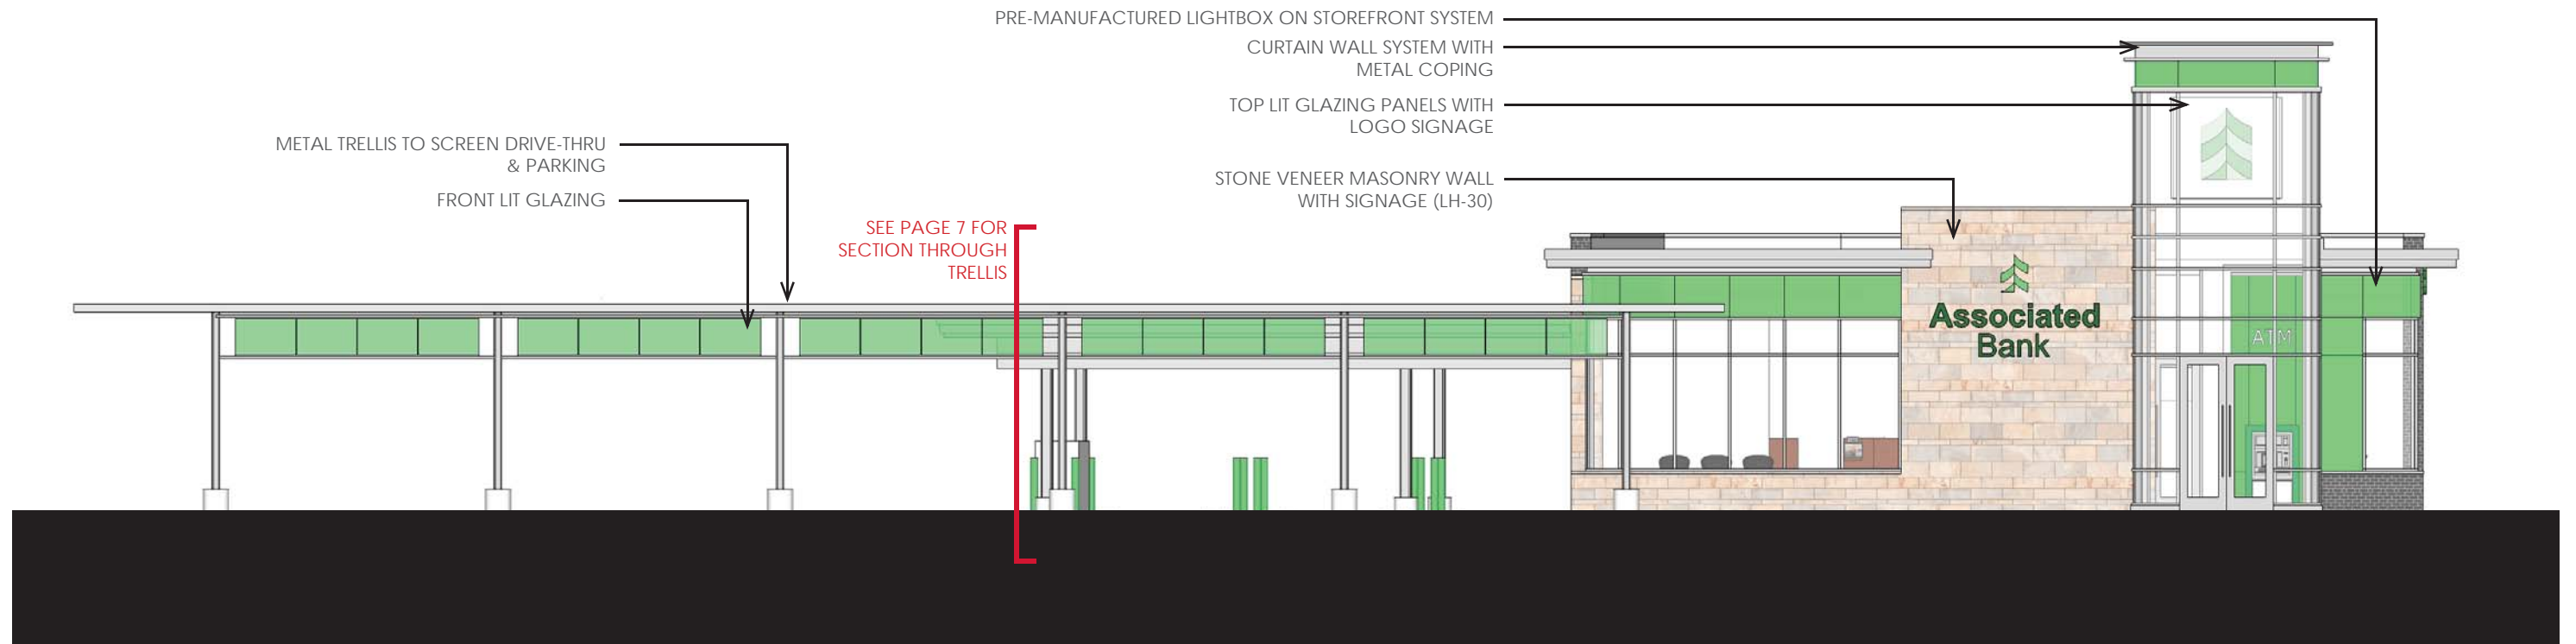 PRE-MANUFACTURED LIGHTBOX ON STOREFRONT SYSTEM
CURTAIN WALL SYSTEM WITH
METAL COPING
TOP LIT GLAZING PANELS WITH
LOGO SIGNAGE
METAL TRELLIS TO SCREEN DRIVE-THRU
& PARKING
STONE VENEER MASONRY WALL
WITH SIGNAGE (LH-30)
FRONT LIT GLAZING
SEE PAGE 7 FOR
SECTION THROUGH
TRELLIS
Associated
Bank
ATM